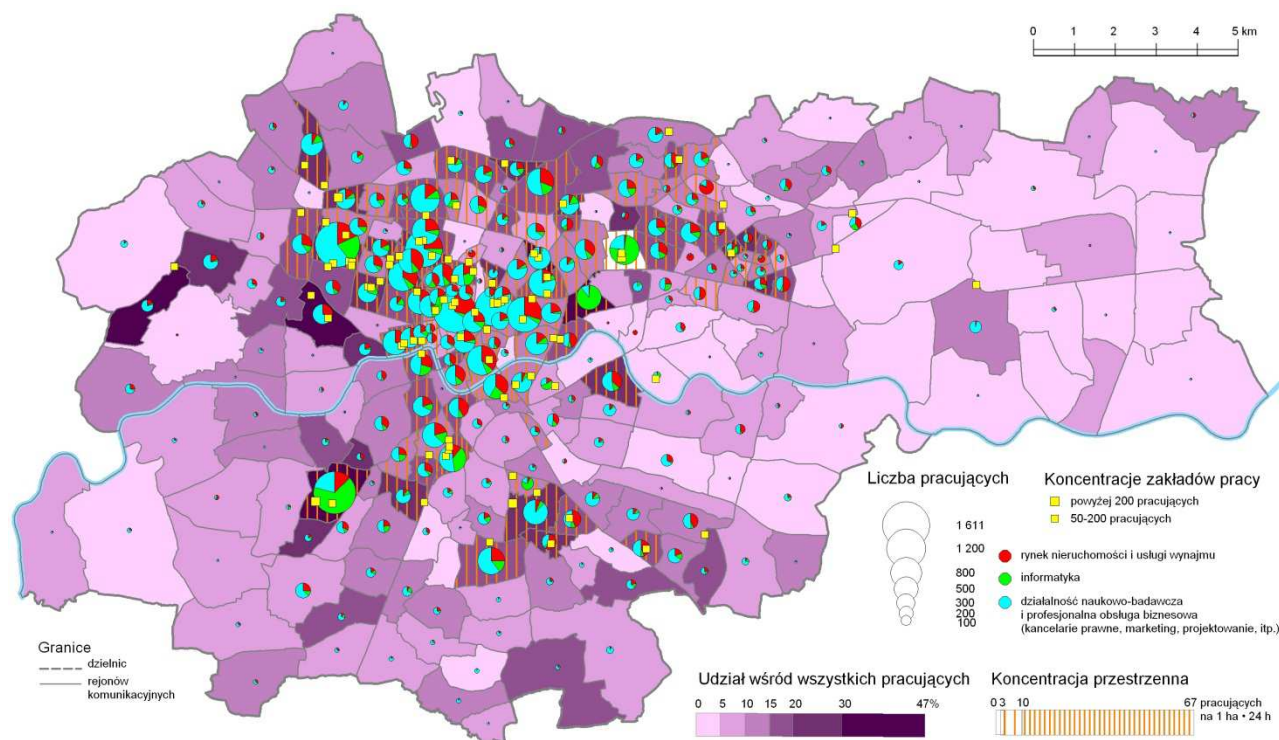 0 1 2 3 4 5 km
Liczba pracujących
1 611
1 200
800
500
300
200
100
Koncentracje zakładów pracy
powyżej 200 pracujących
50-200 pracujących
rynek nieruchomości i usługi wynajmu
informatyka
działalność naukowo-badawcza
i profesjonalna obsługa biznesowa
(kancelarie prawne, marketing, projektowanie, itp.)
Granice
dzielnic
rejonów
komunikacyjnych
Udział wśród wszystkich pracujących
0 5 10 15 20 30 47%
Koncentracja przestrzenna
0 3 10 67 pracujących
na 1 ha • 24 h